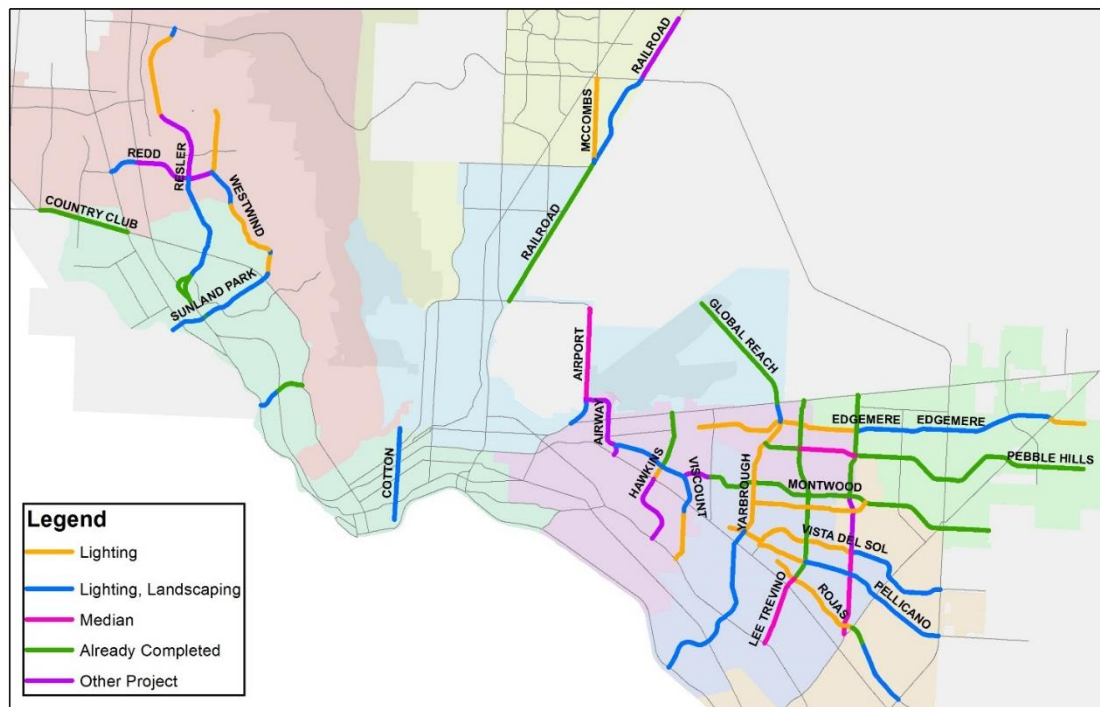 RAILROAD
MCCOMBS
REDD
RESLER
WESTWIND
COUNTRY CLUB
RAILROAD
SUNLAND PARK
GLOBAL REACH
AIRPORT
AIRWAY
EDGEMERE
EDGEMERE
COTTON
HAWKINS
VISCOUNT
PEBBLE HILLS
MONTWOOD
YARBROUGH
VISTA DEL SOL
LEE TREVINO
ROJAS
PELLICANO
Legend
Lighting
Lighting, Landscaping
Median
Already Completed
Other Project